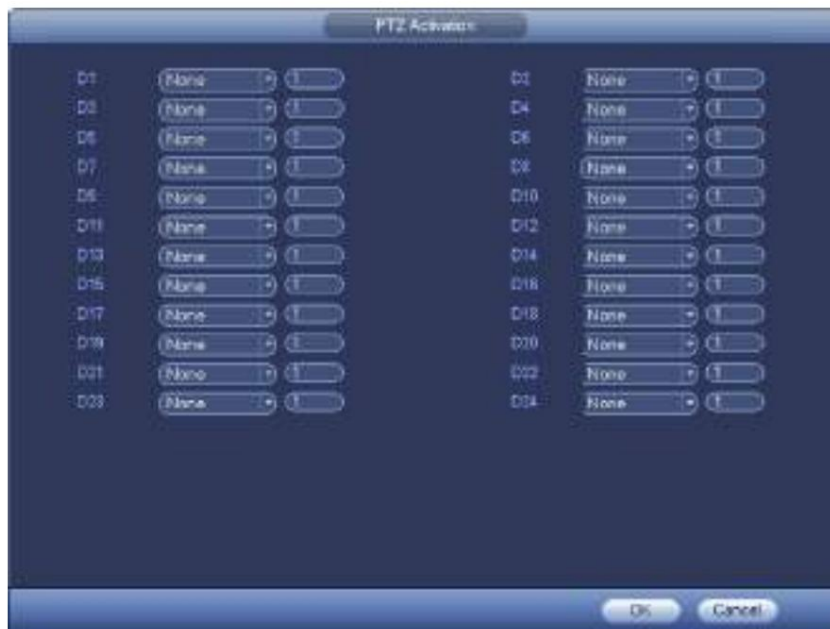 PTZ Activation
D1 None 1 D2 None 1
D3 None 1 D4 None 1
D5 None 1 D6 None 1
D7 None 1 D8 None 1
D9 None 1 D10 None 1
D11 None 1 D12 None 1
D13 None 1 D14 None 1
D15 None 1 D16 None 1
D17 None 1 D18 None 1
D19 None 1 D20 None 1
D21 None 1 D22 None 1
D23 None 1 D24 None 1
OK Cancel